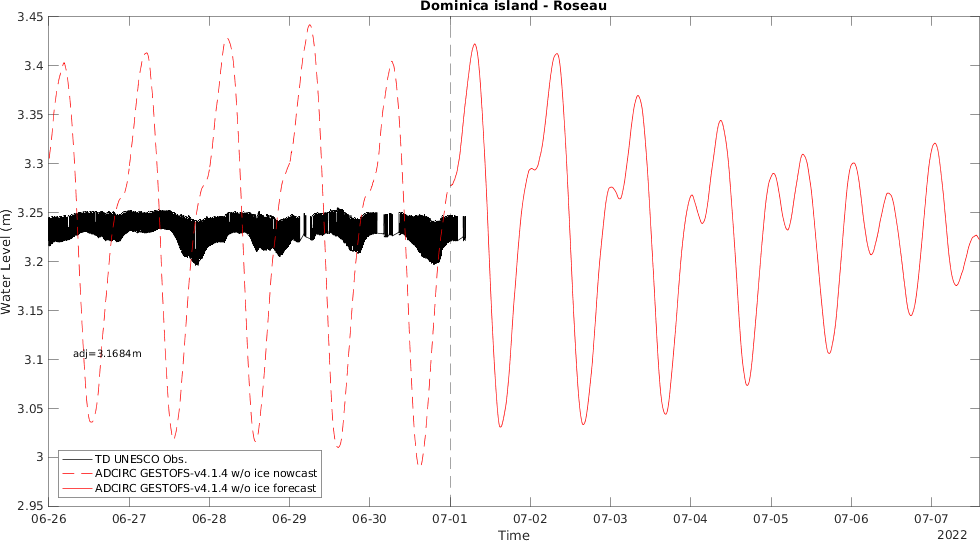 Dominica island - Roseau
Water Level (m)
3.45
3.4
3.35
3.3
3.25
3.2
3.15
3.1
3.05
3
2.95
adj=3.1684m
TD UNESCO Obs.
ADCIRC GESTOFS-v4.1.4 w/o ice nowcast
ADCIRC GESTOFS-v4.1.4 w/o ice forecast
06-26 06-27 06-28 06-29 06-30 07-01 07-02 07-03 07-04 07-05 07-06 07-07
Time
2022